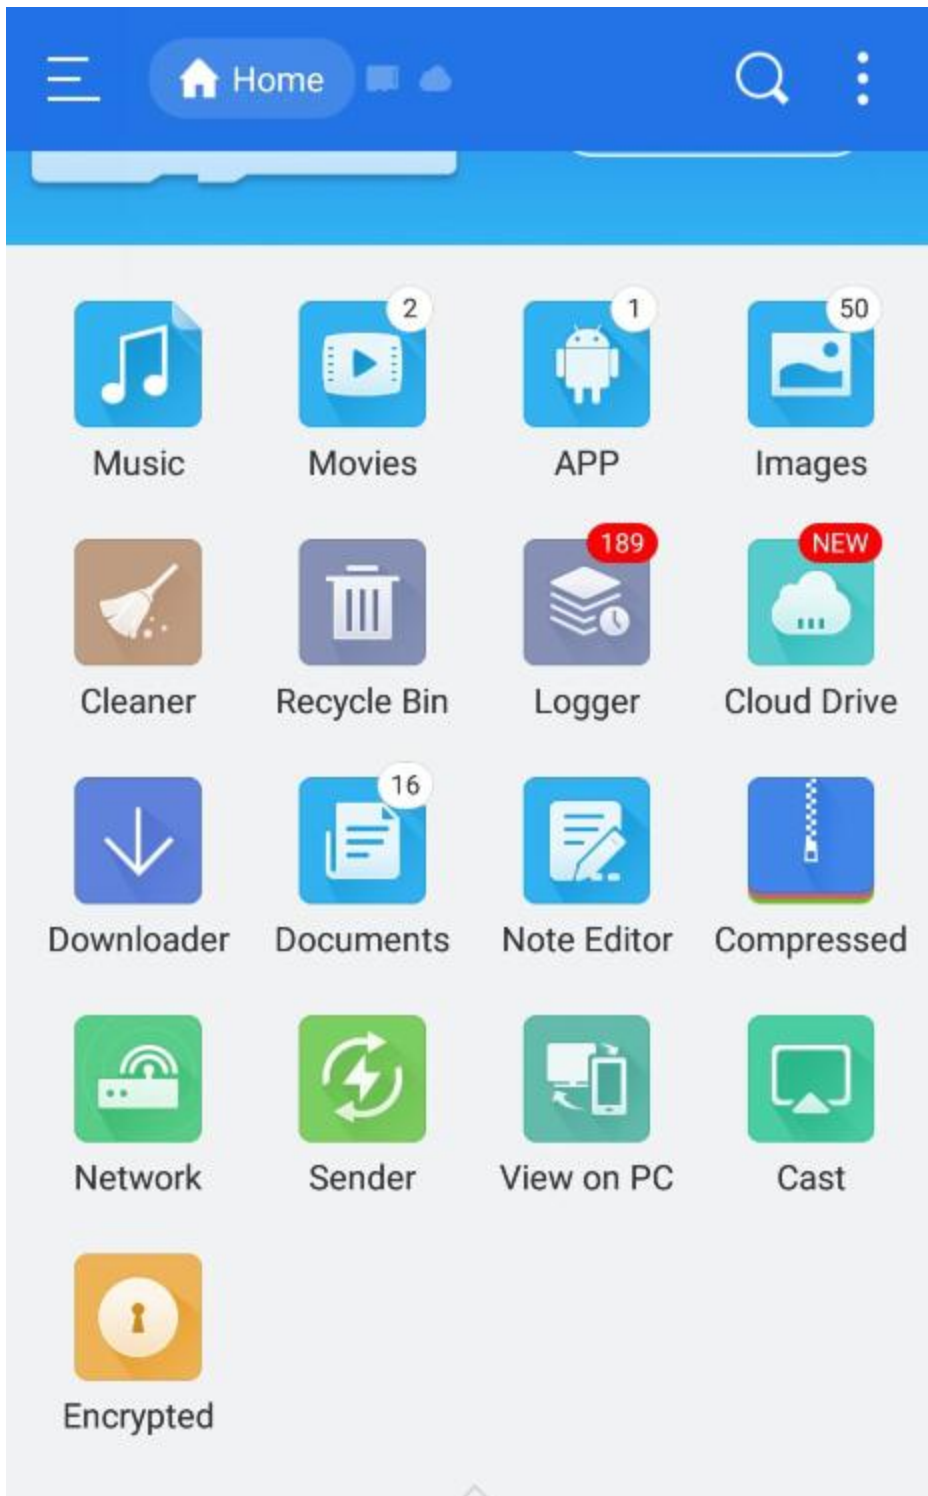 Home
2
1
50
Music
Movies
APP
Images
189
NEW
Cleaner
Recycle Bin
Logger
Cloud Drive
16
Downloader
Documents
Note Editor
Compressed
Network
Sender
View on PC
Cast
Encrypted